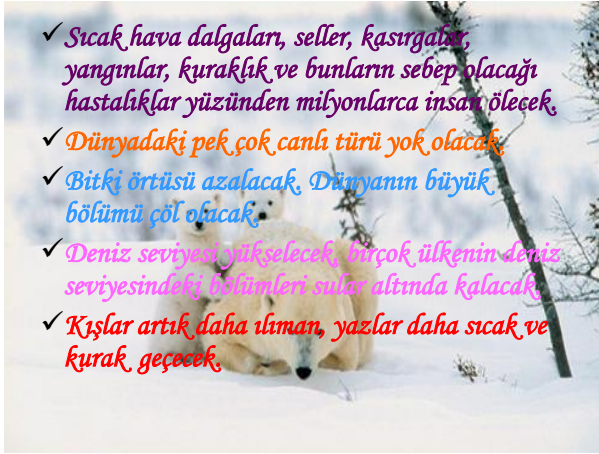 ✓ Sıcak hava dalgaları, seller, kasırgalar,
yangınlar, kuraklık ve bunların sebep olacağı
hastalıklar yüzünden milyonlarca insan ölecek.
✓ Dünyadaki pek çok canlı türü yok olacak.
✓ Bitki örtüsü azalacak. Dünyanın büyük
bölümü çöl olacak.
✓ Deniz seviyesi yükselecek, birçok ülkenin deniz
seviyesindeki bölümleri sular altında kalacak.
✓ Kışlar artık daha ılıman, yazlar daha sıcak ve
kurak geçecek.